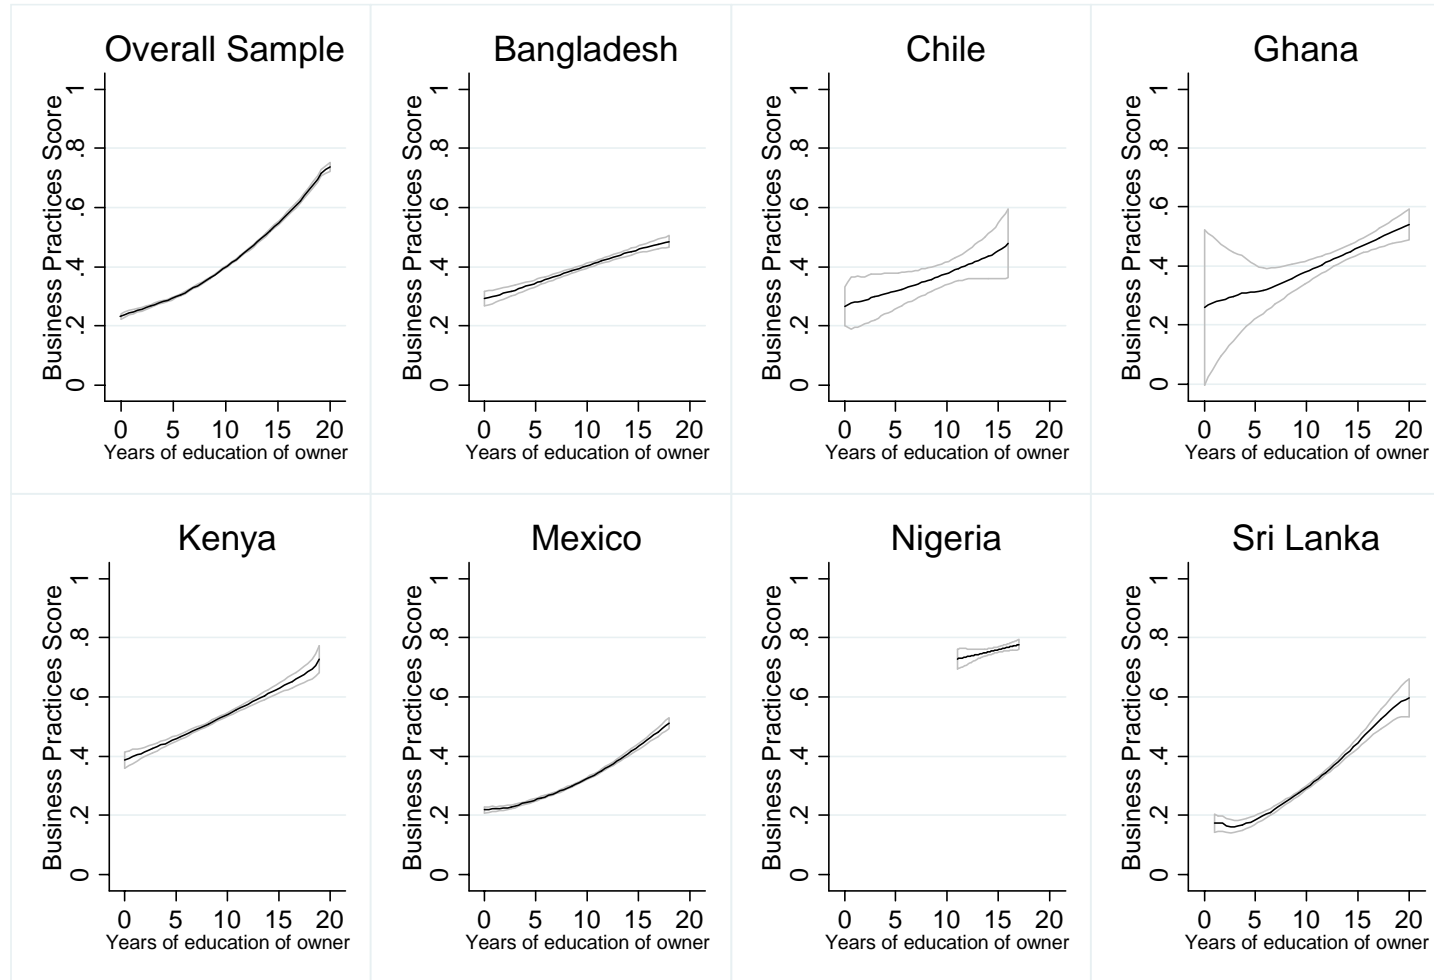 Overall Sample
Business Practices Score
0 .2 .4 .6 .8 1
0 5 10 15 20
Years of education of owner
Bangladesh
Business Practices Score
0 .2 .4 .6 .8 1
0 5 10 15 20
Years of education of owner
Chile
Business Practices Score
0 .2 .4 .6 .8 1
0 5 10 15 20
Years of education of owner
Ghana
Business Practices Score
0 .2 .4 .6 .8 1
0 5 10 15 20
Years of education of owner
Kenya
Business Practices Score
0 .2 .4 .6 .8 1
0 5 10 15 20
Years of education of owner
Mexico
Business Practices Score
0 .2 .4 .6 .8 1
0 5 10 15 20
Years of education of owner
Nigeria
Business Practices Score
0 .2 .4 .6 .8 1
0 5 10 15 20
Years of education of owner
Sri Lanka
Business Practices Score
0 .2 .4 .6 .8 1
0 5 10 15 20
Years of education of owner